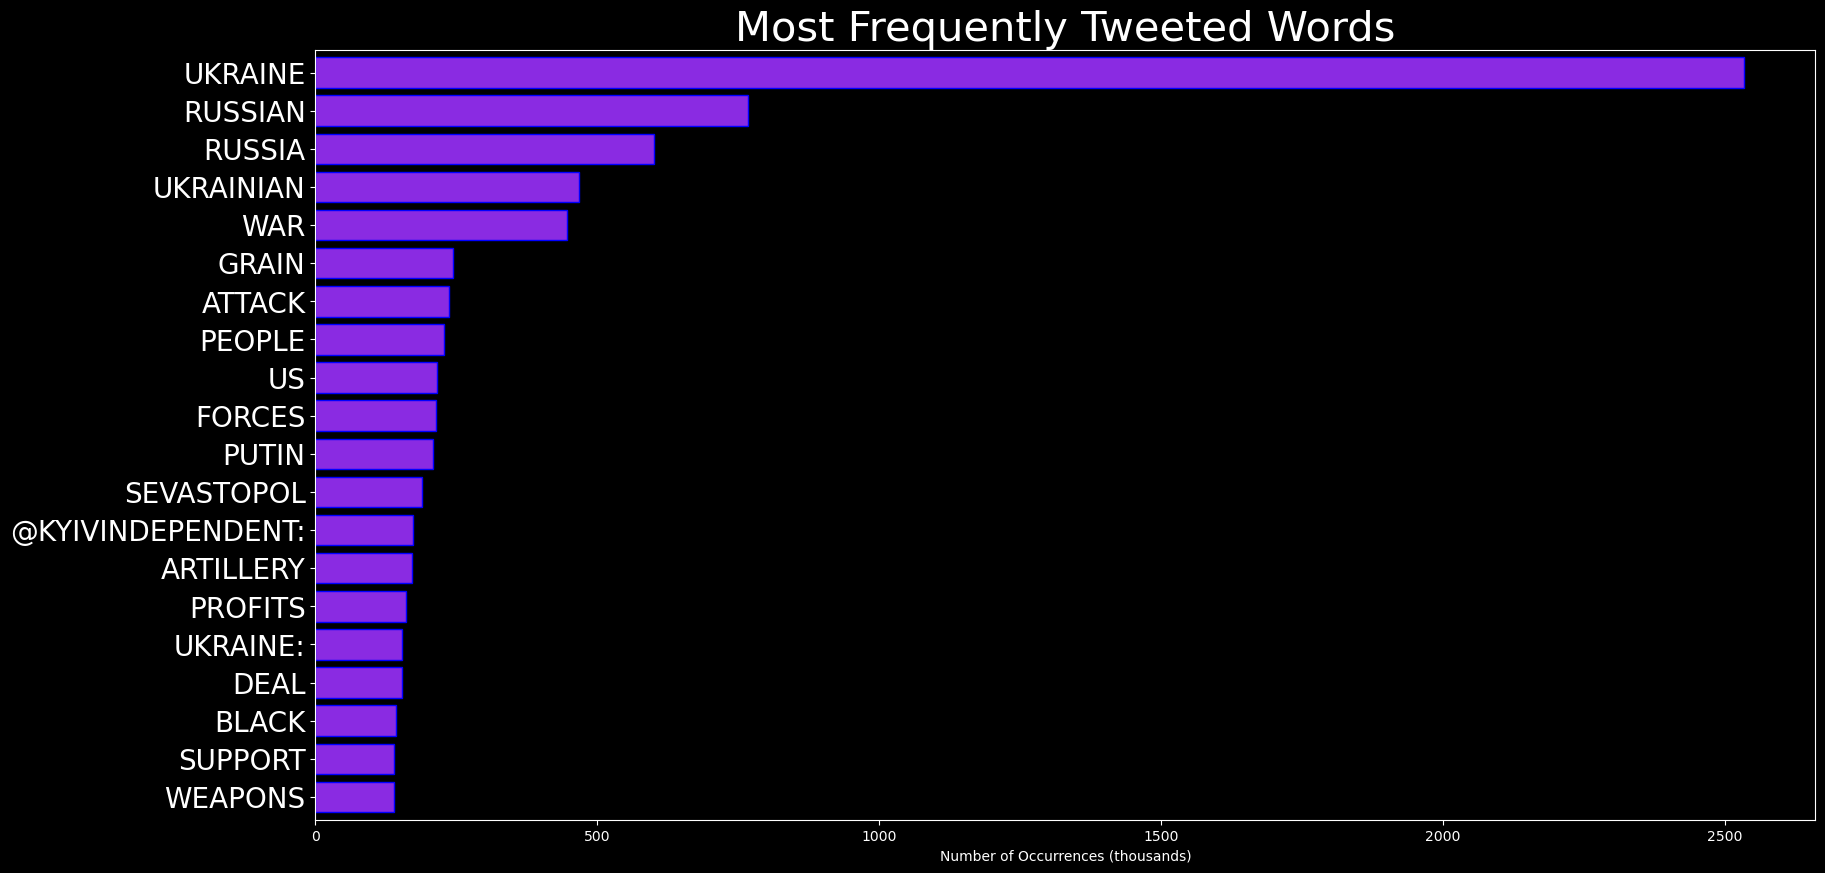 Most Frequently Tweeted Words
UKRAINE
RUSSIAN
RUSSIA
UKRAINIAN
WAR
GRAIN
ATTACK
PEOPLE
US
FORCES
PUTIN
SEVASTOPOL
@KYIVINDEPENDENT:
ARTILLERY
PROFITS
UKRAINE:
DEAL
BLACK
SUPPORT
WEAPONS
0 500 1000 1500 2000 2500
Number of Occurrences (thousands)